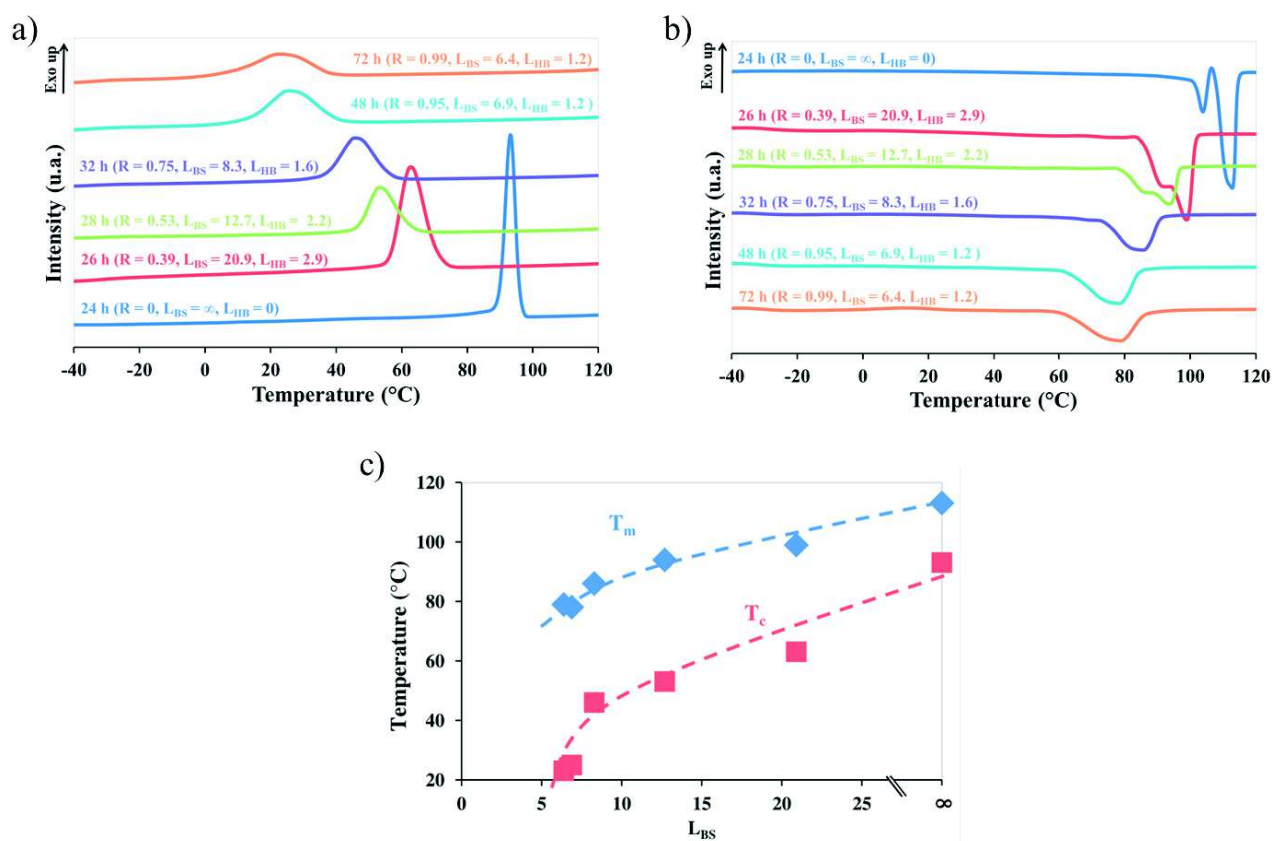 a)
Exo up
Intensity (u.a.)
72 h (R = 0.99, LBS = 6.4, LHB = 1.2)
48 h (R = 0.95, LBS = 6.9, LHB = 1.2 )
32 h (R = 0.75, LBS = 8.3, LHB = 1.6)
28 h (R = 0.53, LBS = 12.7, LHB = 2.2)
26 h (R = 0.39, LBS = 20.9, LHB = 2.9)
24 h (R = 0, LBS = ∞, LHB = 0)
-40 -20 0 20 40 60 80 100 120
Temperature (°C)
b)
Exo up
Intensity (u.a.)
24 h (R = 0, LBS = ∞, LHB = 0)
26 h (R = 0.39, LBS = 20.9, LHB = 2.9)
28 h (R = 0.53, LBS = 12.7, LHB = 2.2)
32 h (R = 0.75, LBS = 8.3, LHB = 1.6)
48 h (R = 0.95, LBS = 6.9, LHB = 1.2 )
72 h (R = 0.99, LBS = 6.4, LHB = 1.2)
-40 -20 0 20 40 60 80 100 120
Temperature (°C)
c)
Temperature (°C)
120
100
80
60
40
20
Tm
Tc
0 5 10 15 20 25 ∞
LBS